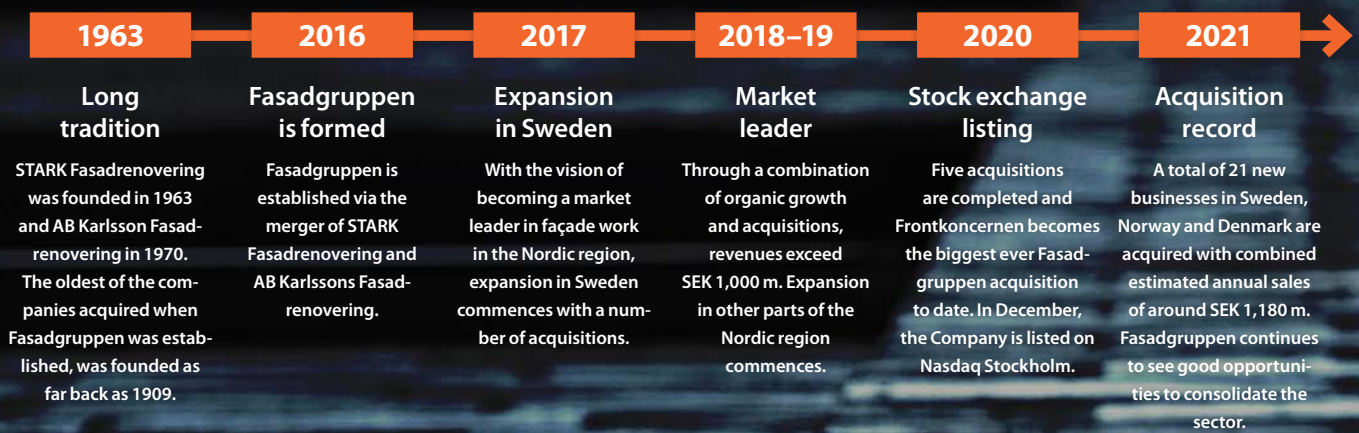 1963
Long
tradition
STARK Fasadrenovering
was founded in 1963
and AB Karlsson Fasad-
renovering in 1970.
The oldest of the com-
panies acquired when
Fasadgruppen was estab-
lished, was founded as
far back as 1909.
2016
Fasadgruppen
is formed
Fasadgruppen is
established via the
merger of STARK
Fasadrenovering and
AB Karlssons Fasad-
renovering.
2017
Expansion
in Sweden
With the vision of
becoming a market
leader in façade work
in the Nordic region,
expansion in Sweden
commences with a num-
ber of acquisitions.
2018–19
Market
leader
Through a combination
of organic growth
and acquisitions,
revenues exceed
SEK 1,000 m. Expansion
in other parts of the
Nordic region
commences.
2020
Stock exchange
listing
Five acquisitions
are completed and
Frontkoncernen becomes
the biggest ever Fasad-
gruppen acquisition
to date. In December,
the Company is listed on
Nasdaq Stockholm.
2021
Acquisition
record
A total of 21 new
businesses in Sweden,
Norway and Denmark are
acquired with combined
estimated annual sales
of around SEK 1,180 m.
Fasadgruppen continues
to see good opportuni-
ties to consolidate the
sector.